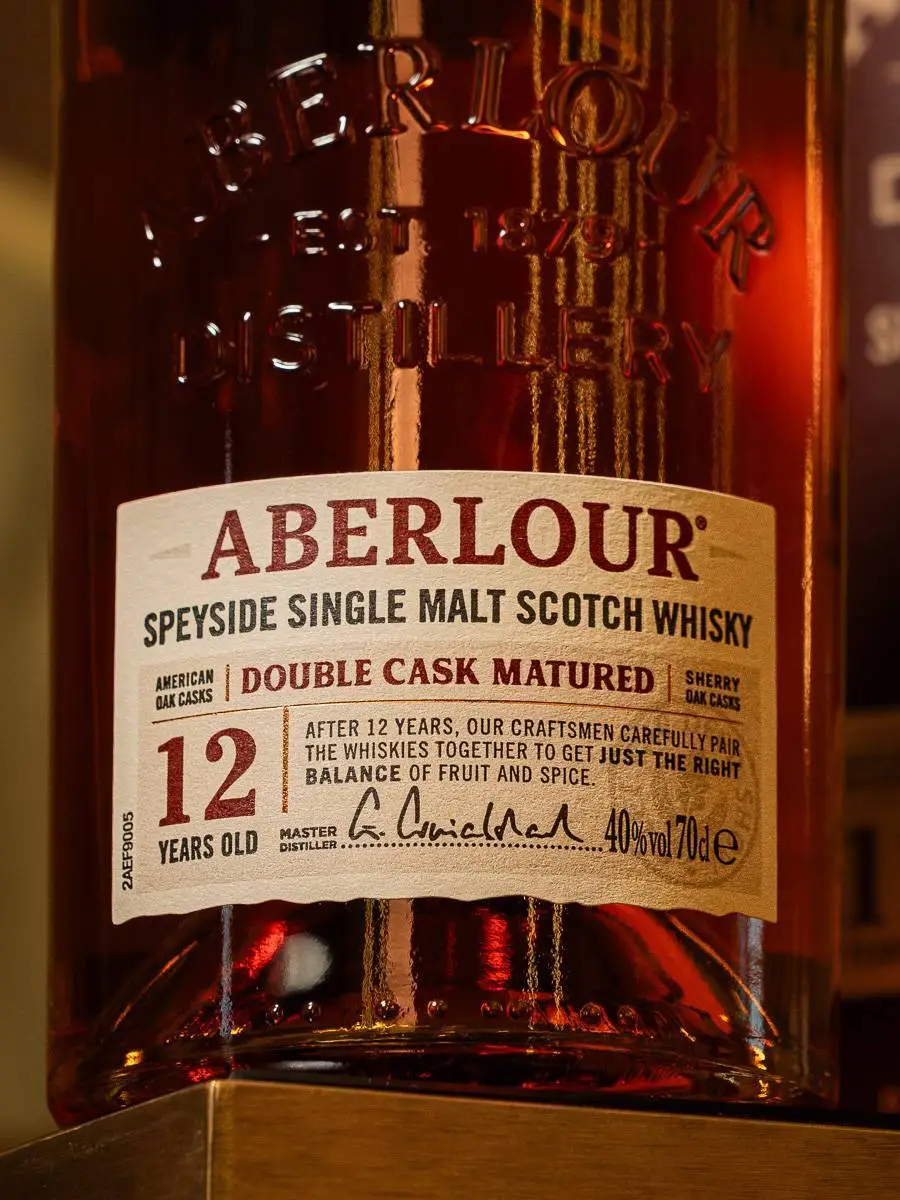 ABERLOUR
EST 1879
DISTILLERY
ABERLOUR®
SPEYSIDE SINGLE MALT SCOTCH WHISKY
AMERICAN
OAK CASKS
DOUBLE CASK MATURED
SHERRY
OAK CASKS
12
YEARS OLD
AFTER 12 YEARS, OUR CRAFTSMEN CAREFULLY PAIR
THE WHISKIES TOGETHER TO GET JUST THE RIGHT
BALANCE OF FRUIT AND SPICE.
MASTER
DISTILLER
40%vol 70cl e
2AEF9005